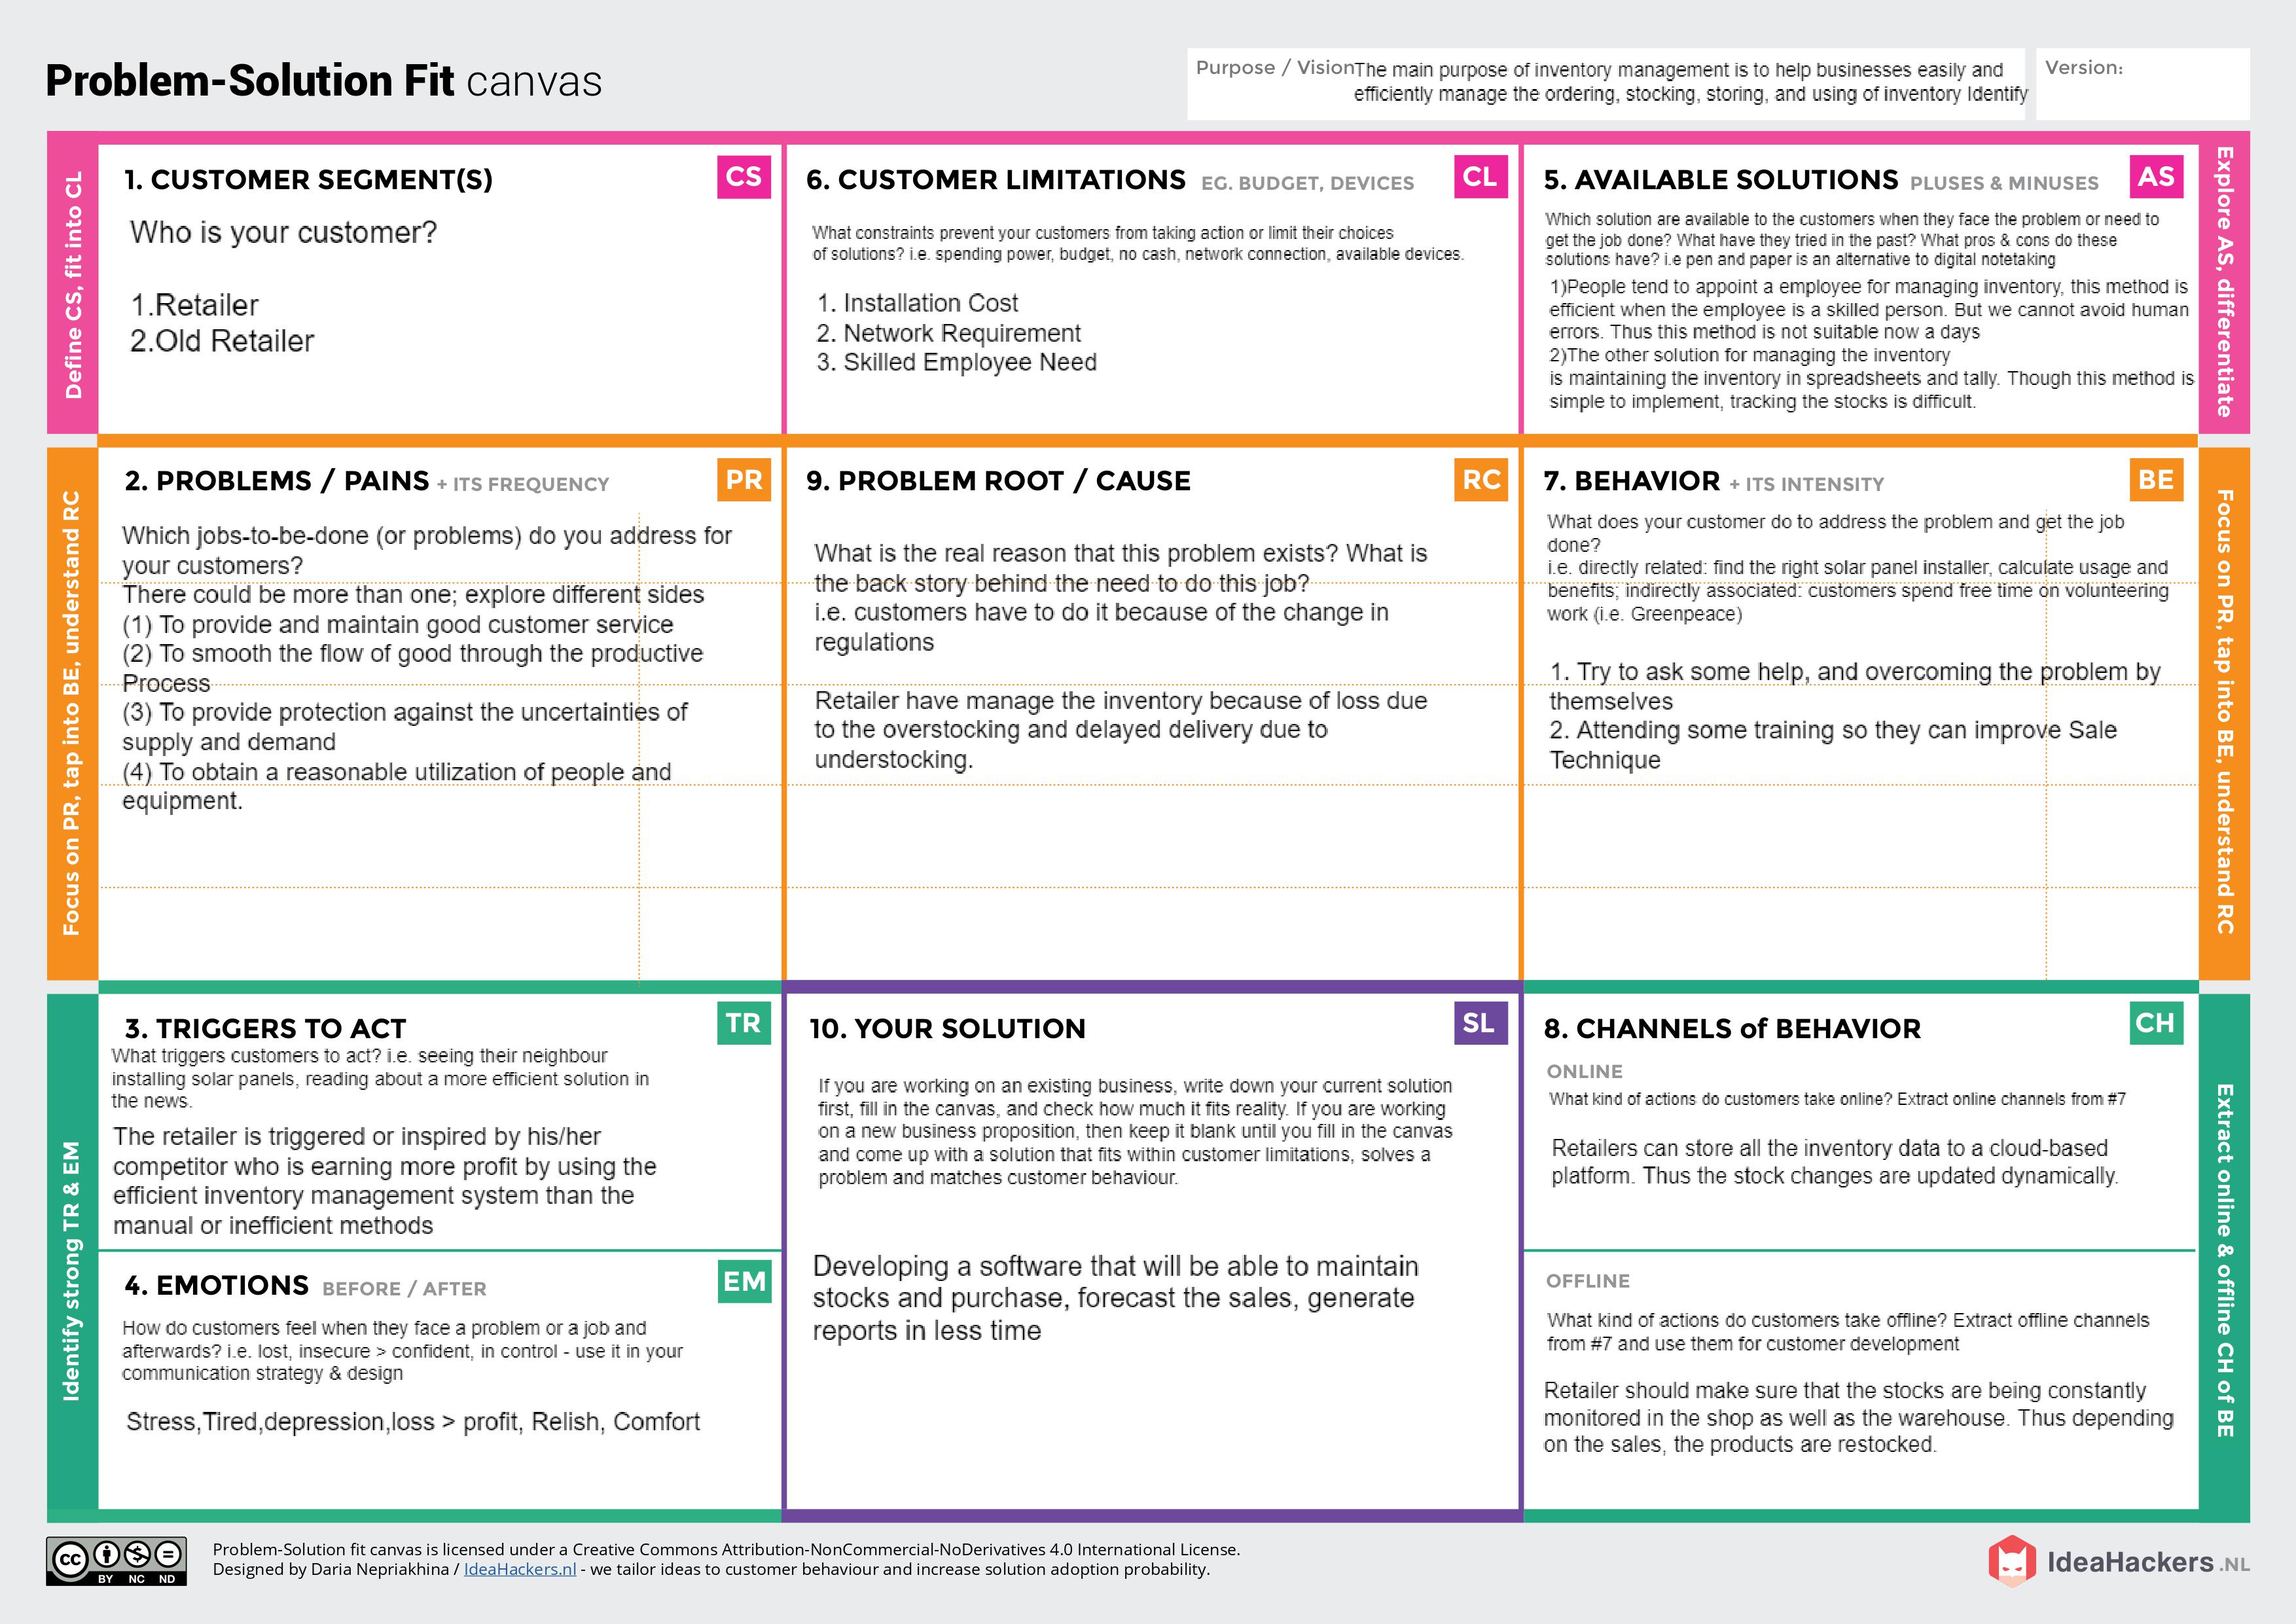 Problem-Solution Fit canvas
Purpose / Vision
The main purpose of inventory management is to help businesses easily and
efficiently manage the ordering, stocking, storing, and using of inventory Identify
Version:
Define CS, fit into CL
1. CUSTOMER SEGMENT(S)
CS
Who is your customer?
1.Retailer
2.Old Retailer
6. CUSTOMER LIMITATIONS EG. BUDGET, DEVICES
CL
What constraints prevent your customers from taking action or limit their choices
of solutions? i.e. spending power, budget, no cash, network connection, available devices.
1. Installation Cost
2. Network Requirement
3. Skilled Employee Need
5. AVAILABLE SOLUTIONS PLUSES & MINUSES
AS
Which solution are available to the customers when they face the problem or need to
get the job done? What have they tried in the past? What pros & cons do these
solutions have? i.e pen and paper is an alternative to digital notetaking
1)People tend to appoint a employee for managing inventory, this method is
efficient when the employee is a skilled person. But we cannot avoid human
errors. Thus this method is not suitable now a days
2)The other solution for managing the inventory
is maintaining the inventory in spreadsheets and tally. Though this method is
simple to implement, tracking the stocks is difficult.
Explore AS, differentiate
Focus on PR, tap into BE, understand RC
2. PROBLEMS / PAINS + ITS FREQUENCY
PR
Which jobs-to-be-done (or problems) do you address for
your customers?
There could be more than one; explore different sides
(1) To provide and maintain good customer service
(2) To smooth the flow of good through the productive
Process
(3) To provide protection against the uncertainties of
supply and demand
(4) To obtain a reasonable utilization of people and
equipment.
9. PROBLEM ROOT / CAUSE
RC
What is the real reason that this problem exists? What is
the back story behind the need to do this job?
i.e. customers have to do it because of the change in
regulations
Retailer have manage the inventory because of loss due
to the overstocking and delayed delivery due to
understocking.
7. BEHAVIOR + ITS INTENSITY
BE
What does your customer do to address the problem and get the job
done?
i.e. directly related: find the right solar panel installer, calculate usage and
benefits; indirectly associated: customers spend free time on volunteering
work (i.e. Greenpeace)
1. Try to ask some help, and overcoming the problem by
themselves
2. Attending some training so they can improve Sale
Technique
Focus on PR, tap into BE, understand RC
Identify strong TR & EM
3. TRIGGERS TO ACT
TR
What triggers customers to act? i.e. seeing their neighbour
installing solar panels, reading about a more efficient solution in
the news.
The retailer is triggered or inspired by his/her
competitor who is earning more profit by using the
efficient inventory management system than the
manual or inefficient methods
4. EMOTIONS BEFORE / AFTER
EM
How do customers feel when they face a problem or a job and
afterwards? i.e. lost, insecure > confident, in control - use it in your
communication strategy & design
Stress,Tired,depression,loss > profit, Relish, Comfort
10. YOUR SOLUTION
SL
If you are working on an existing business, write down your current solution
first, fill in the canvas, and check how much it fits reality. If you are working
on a new business proposition, then keep it blank until you fill in the canvas
and come up with a solution that fits within customer limitations, solves a
problem and matches customer behaviour.
Developing a software that will be able to maintain
stocks and purchase, forecast the sales, generate
reports in less time
8. CHANNELS of BEHAVIOR
CH
ONLINE
What kind of actions do customers take online? Extract online channels from #7
Retailers can store all the inventory data to a cloud-based
platform. Thus the stock changes are updated dynamically.
OFFLINE
What kind of actions do customers take offline? Extract offline channels
from #7 and use them for customer development
Retailer should make sure that the stocks are being constantly
monitored in the shop as well as the warehouse. Thus depending
on the sales, the products are restocked.
Extract online & offline CH of BE
CC BY NC ND
Problem-Solution fit canvas is licensed under a Creative Commons Attribution-NonCommercial-NoDerivatives 4.0 International License.
Designed by Daria Nepriakhina / IdeaHackers.nl - we tailor ideas to customer behaviour and increase solution adoption probability.
IdeaHackers.NL